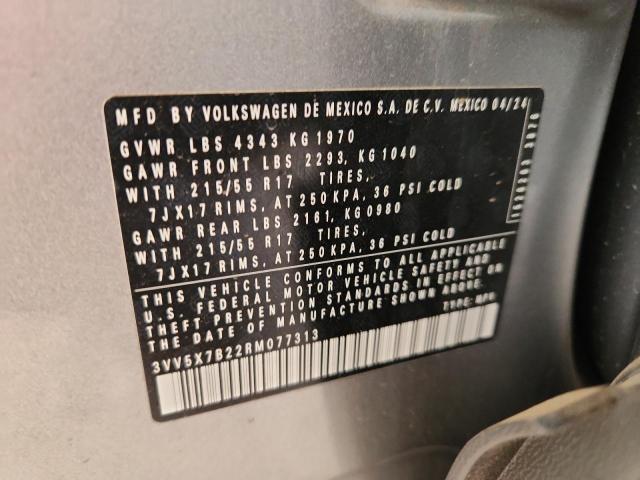 MFD BY VOLKSWAGEN DE MEXICO S.A. DE C.V. MEXICO 04/24
GVWR LBS 4343 KG 1970
GAWR FRONT LBS 2293, KG 1040
WITH 215/55 R17 TIRES,
7JX17 RIMS, AT 250 KPA, 36 PSI COLD
GAWR REAR LBS 2161, KG 0980
WITH 215/55 R17 TIRES,
7JX17 RIMS, AT 250 KPA, 36 PSI COLD
THIS VEHICLE CONFORMS TO ALL APPLICABLE
U.S. FEDERAL MOTOR VEHICLE SAFETY AND
THEFT PREVENTION STANDARDS IN EFFECT ON
THE DATE OF MANUFACTURE SHOWN ABOVE.
3VV5X7B22RM077313 TYPE: MPV